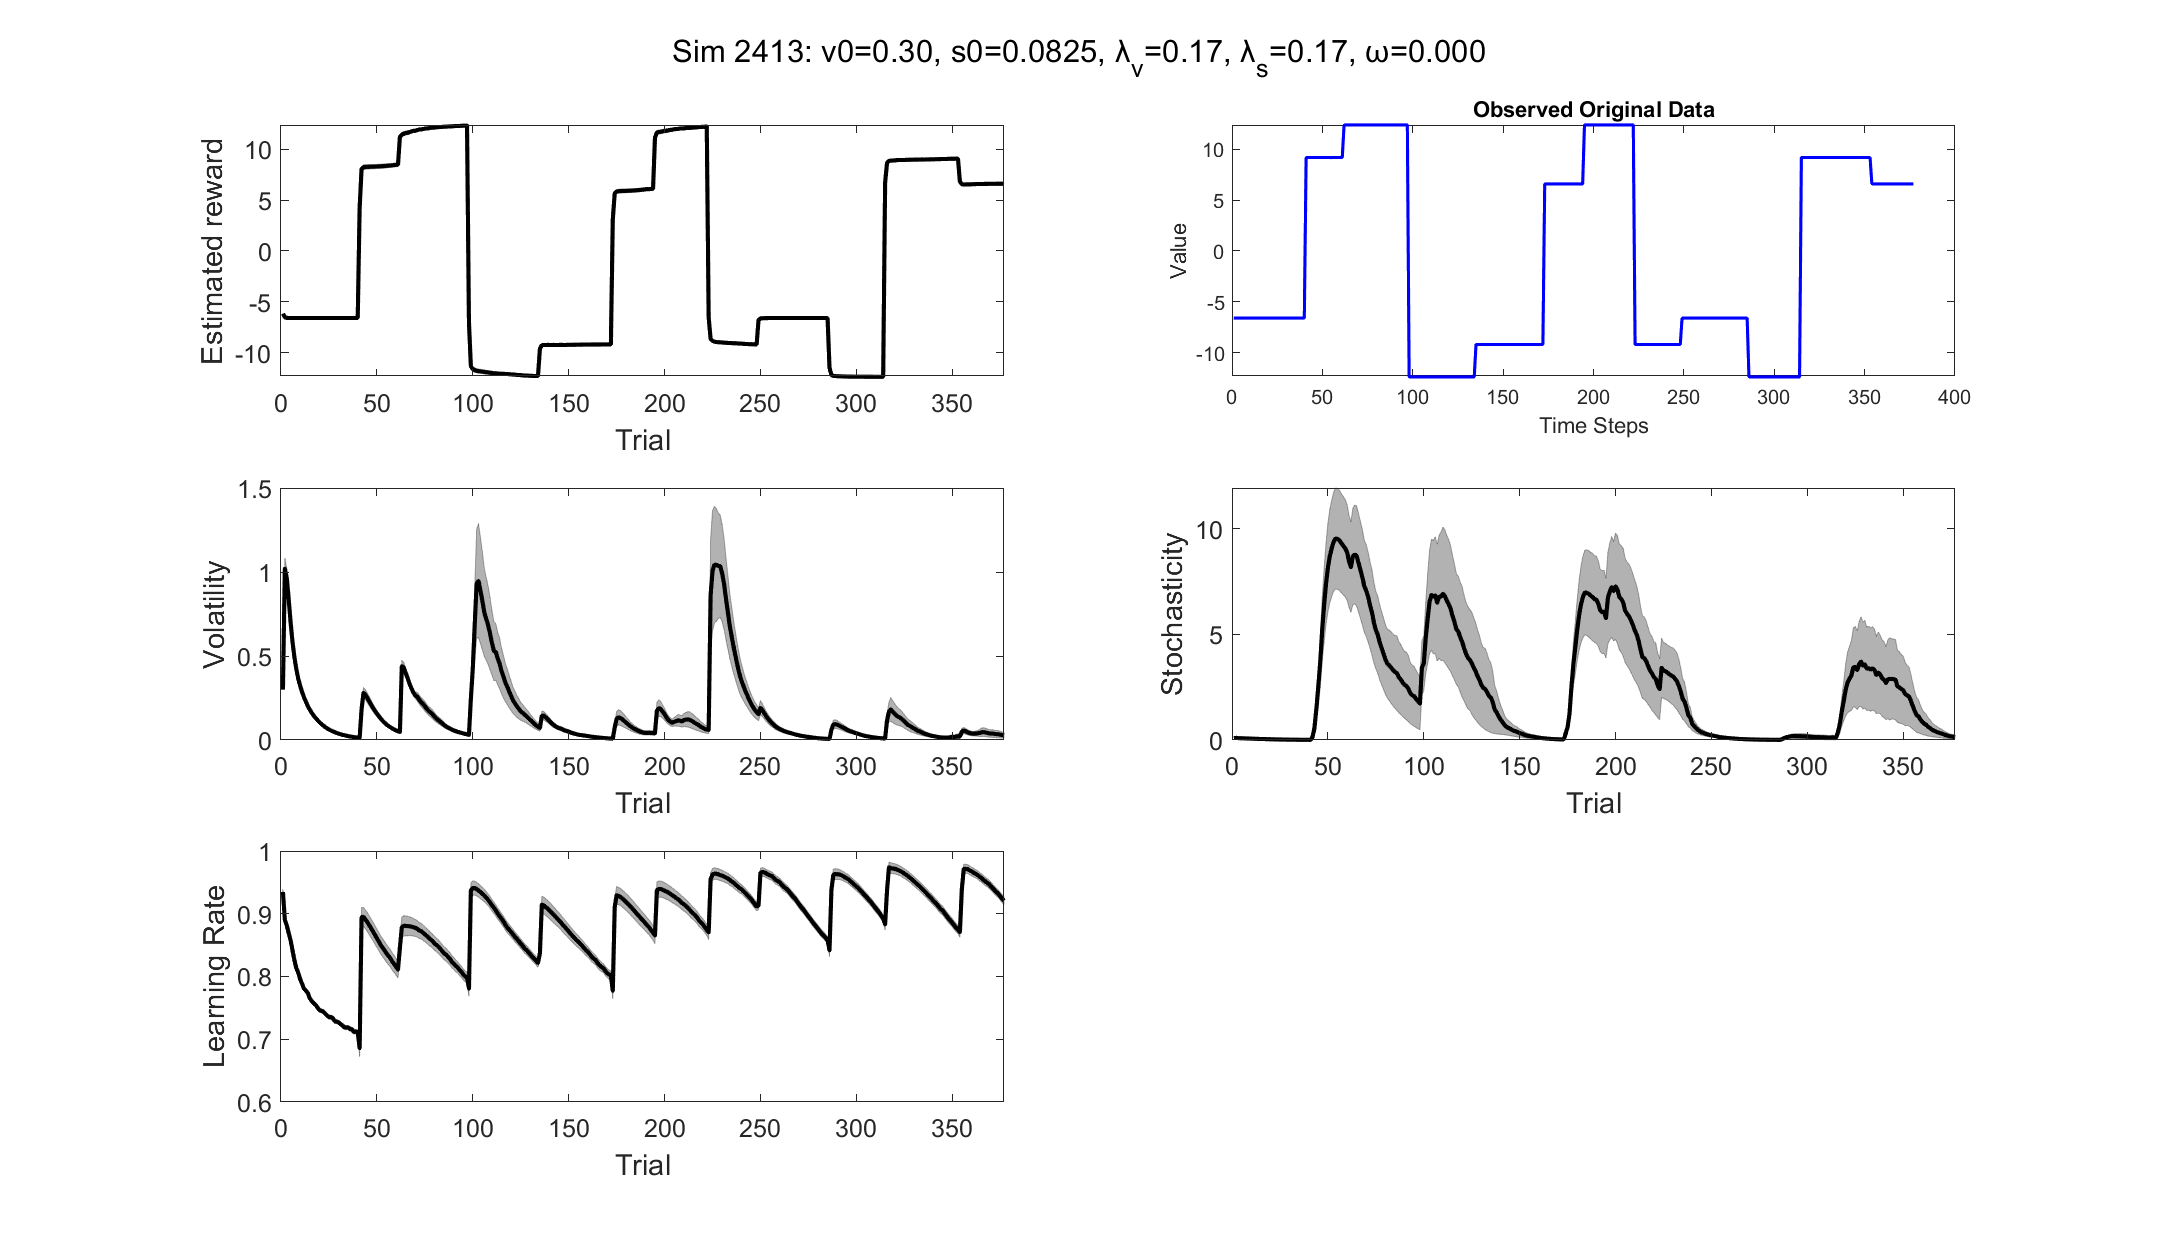 Sim 2413: v0=0.30, s0=0.0825, λv=0.17, λs=0.17, ω=0.000
Estimated reward
10
5
0
-5
-10
0 50 100 150 200 250 300 350
Trial
Observed Original Data
Value
10
5
0
-5
-10
0 50 100 150 200 250 300 350 400
Time Steps
Volatility
1.5
1
0.5
0
0 50 100 150 200 250 300 350
Trial
Stochasticity
10
5
0
0 50 100 150 200 250 300 350
Trial
Learning Rate
1
0.9
0.8
0.7
0.6
0 50 100 150 200 250 300 350
Trial